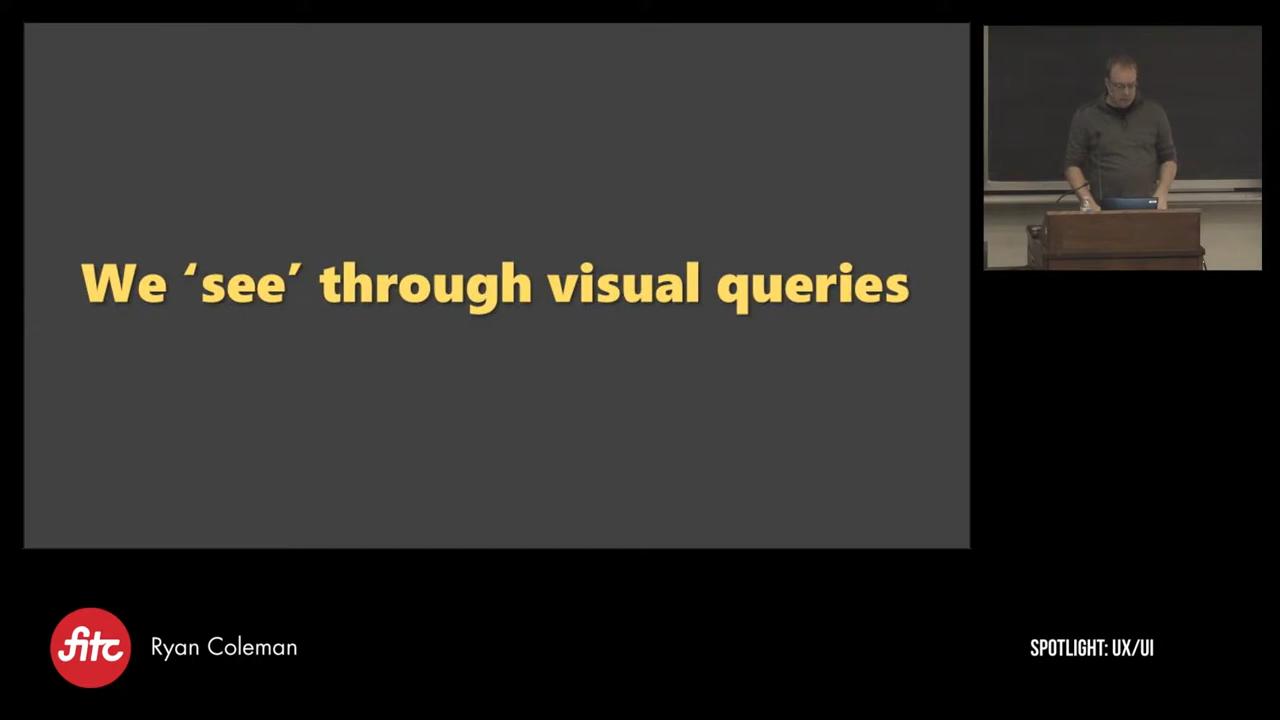 We ‘see’ through visual queries
fitc
Ryan Coleman
SPOTLIGHT: UX/UI